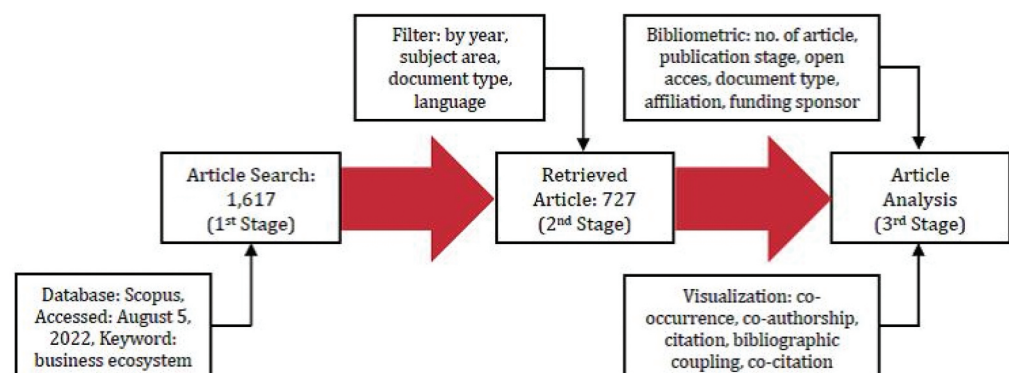 Filter: by year,
subject area,
document type,
language
Bibliometric: no. of article,
publication stage, open
acces, document type,
affiliation, funding sponsor
Article Search:
1,617
(1st Stage)
Retrieved
Article: 727
(2nd Stage)
Article
Analysis
(3rd Stage)
Database: Scopus,
Accessed: August 5,
2022, Keyword:
business ecosystem
Visualization: co-
occurrence, co-authorship,
citation, bibliographic
coupling, co-citation